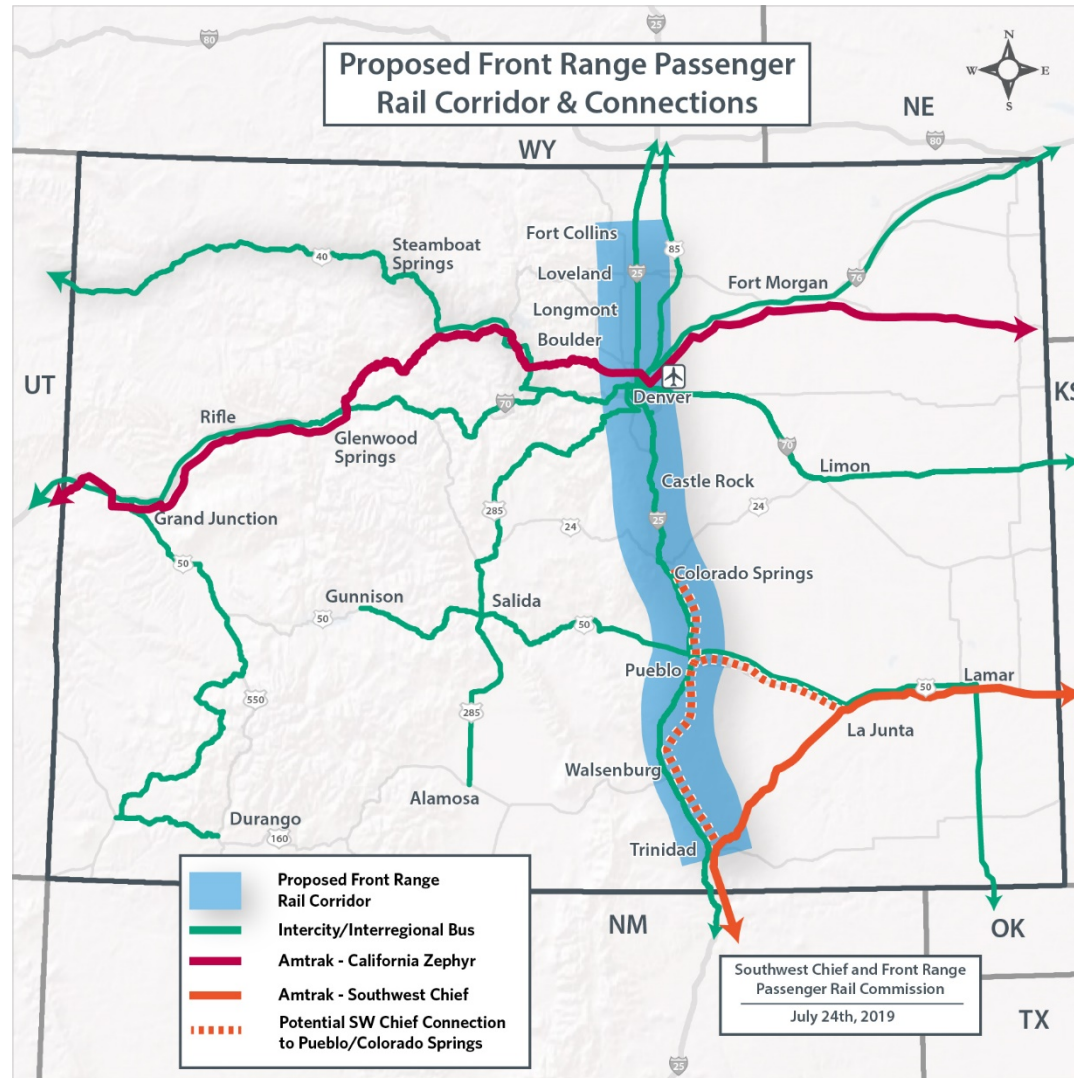 Proposed Front Range Passenger
Rail Corridor & Connections
N
W
E
S
25
80
NE
80
WY
Steamboat
Springs
40
Fort Collins
85
Loveland
25
Fort Morgan
76
Longmont
Boulder
UT
KS
Denver
Rifle
70
Glenwood
Springs
70
Limon
Castle Rock
Grand Junction
285
24
25
24
50
Colorado Springs
Gunnison
Salida
50
50
Pueblo
Lamar
50
550
285
La Junta
Walsenburg
Alamosa
Durango
160
Trinidad
NM
OK
TX
25
Proposed Front Range
Rail Corridor
Intercity/Interregional Bus
Amtrak - California Zephyr
Amtrak - Southwest Chief
Potential SW Chief Connection
to Pueblo/Colorado Springs
Southwest Chief and Front Range
Passenger Rail Commission
July 24th, 2019